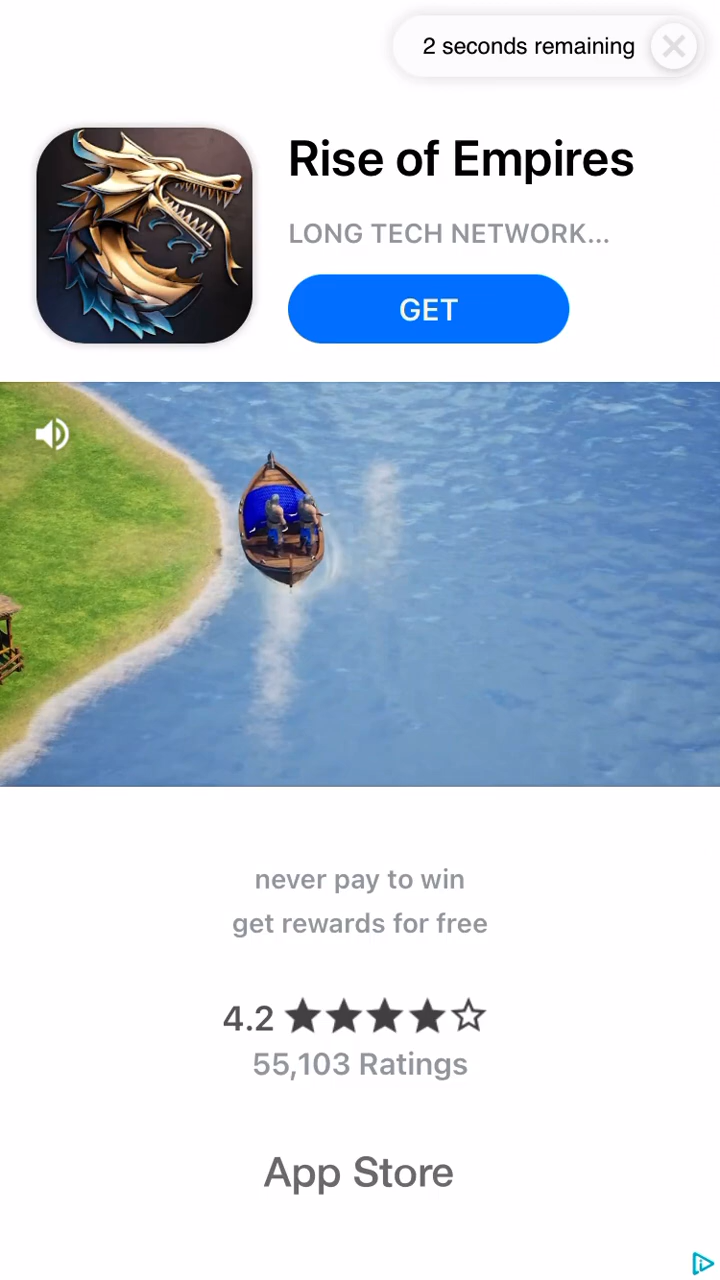 2 seconds remaining
Rise of Empires
LONG TECH NETWORK...
GET
never pay to win
get rewards for free
4.2
55,103 Ratings
App Store